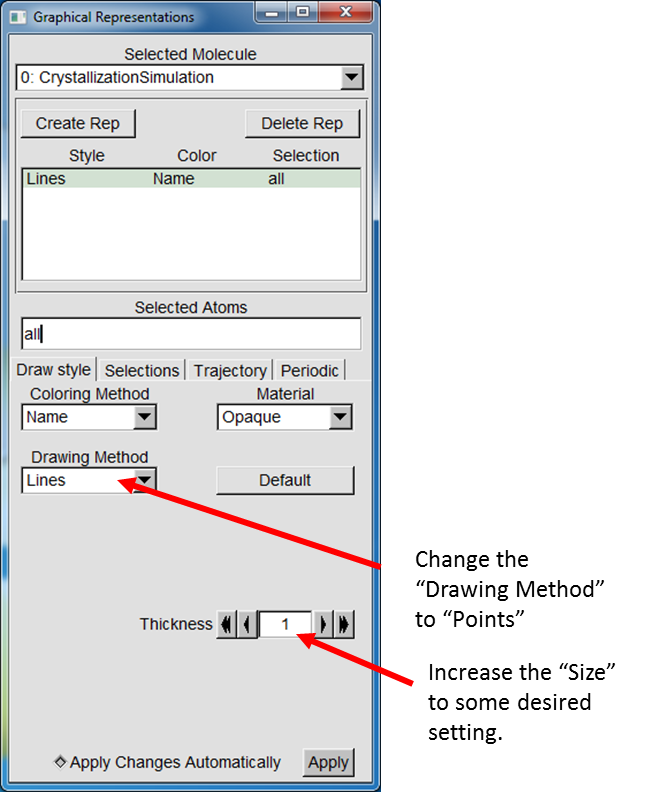 Graphical Representations
Selected Molecule
0: CrystallizationSimulation
Create Rep Delete Rep
Style Color Selection
Lines Name all
Selected Atoms
all
Draw style Selections Trajectory Periodic
Coloring Method Material
Name Opaque
Drawing Method
Lines Default
Change the
“Drawing Method”
to “Points”
Thickness 1
Increase the “Size”
to some desired
setting.
Apply Changes Automatically Apply